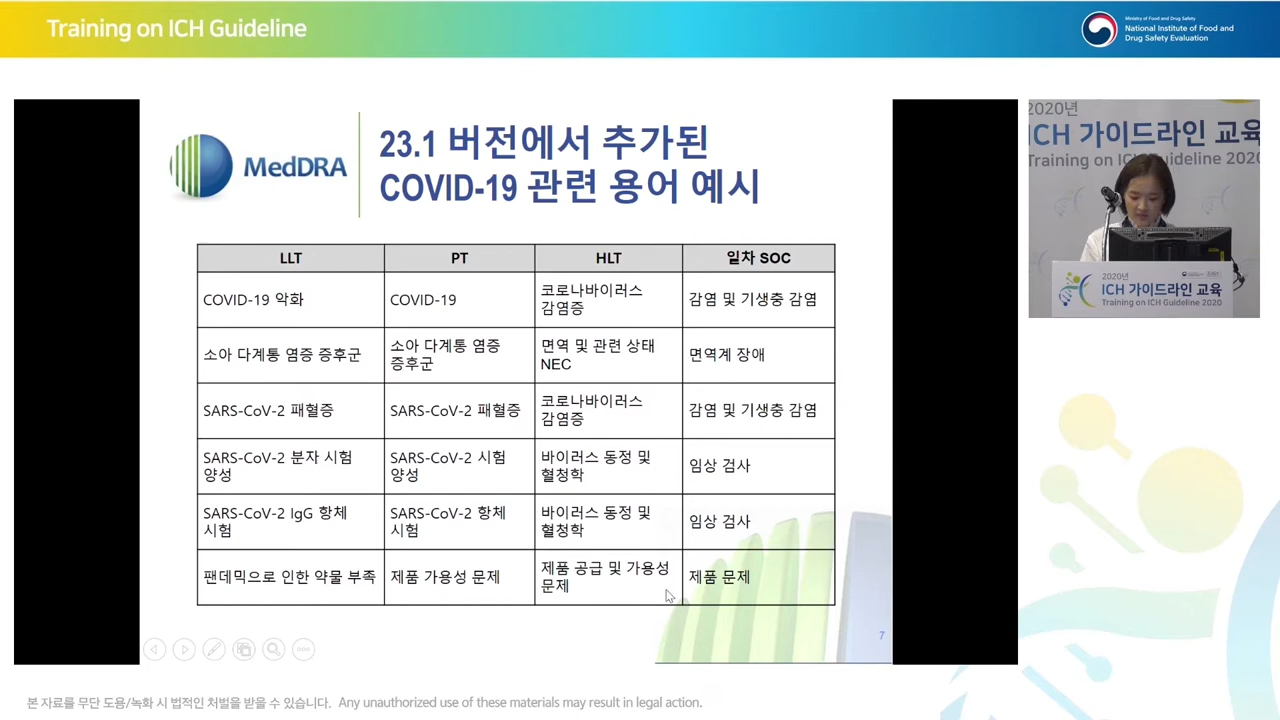 Training on ICH Guideline
Ministry of Food and Drug Safety
National Institute of Food and
Drug Safety Evaluation
MedDRA
23.1 버전에서 추가된
COVID-19 관련 용어 예시
LLT PT HLT 일차 SOC
COVID-19 악화 COVID-19 코로나바이러스
감염증 감염 및 기생충 감염
소아 다계통 염증 증후군 소아 다계통 염증
증후군 면역 및 관련 상태
NEC 면역계 장애
SARS-CoV-2 패혈증 SARS-CoV-2 패혈증 코로나바이러스
감염증 감염 및 기생충 감염
SARS-CoV-2 분자 시험
양성 SARS-CoV-2 시험
양성 바이러스 동정 및
혈청학 임상 검사
SARS-CoV-2 IgG 항체
시험 SARS-CoV-2 항체
시험 바이러스 동정 및
혈청학 임상 검사
팬데믹으로 인한 약물 부족 제품 가용성 문제 제품 공급 및 가용성
문제 제품 문제
7
2020년
ICH 가이드라인 교육
Training on ICH Guideline 2020
2020년
ICH 가이드라인 교육
Training on ICH Guideline 2020
본 자료를 무단 도용/녹화 시 법적인 처벌을 받을 수 있습니다. Any unauthorized use of these materials may result in legal action.